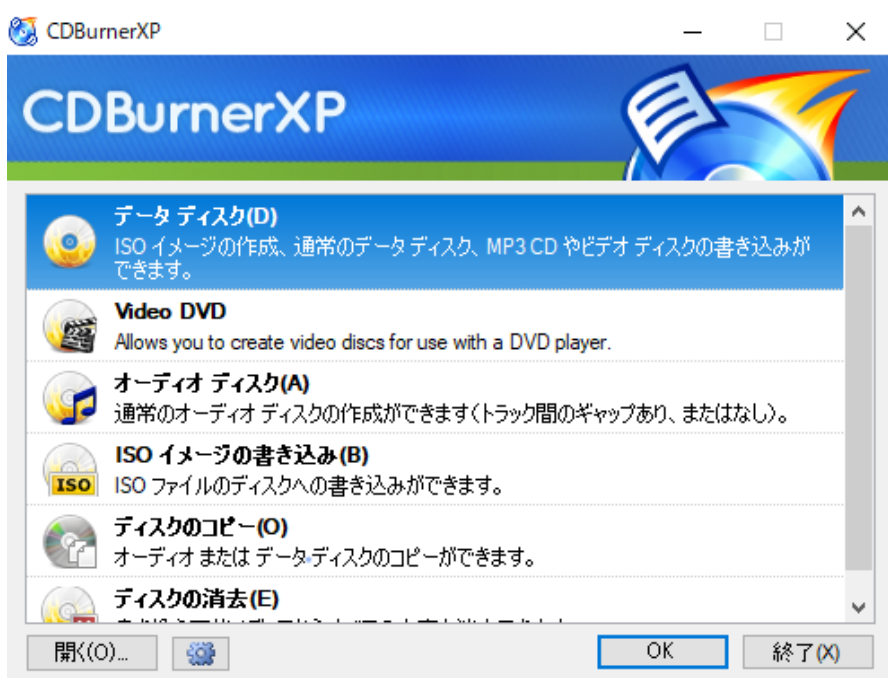 CDBurnerXP
CDBurnerXP
データ ディスク(D)
ISO イメージの作成、通常のデータ ディスク、MP3 CD やビデオ ディスクの書き込みが
できます。
Video DVD
Allows you to create video discs for use with a DVD player.
オーディオ ディスク(A)
通常のオーディオ ディスクの作成ができます(トラック間のギャップあり、またはなし)。
ISO イメージの書き込み(B)
ISO
ISO ファイルのディスクへの書き込みができます。
ディスクのコピー(O)
オーディオ または データ・ディスクのコピーができます。
ディスクの消去(E)
開く(O)...
OK
終了(X)